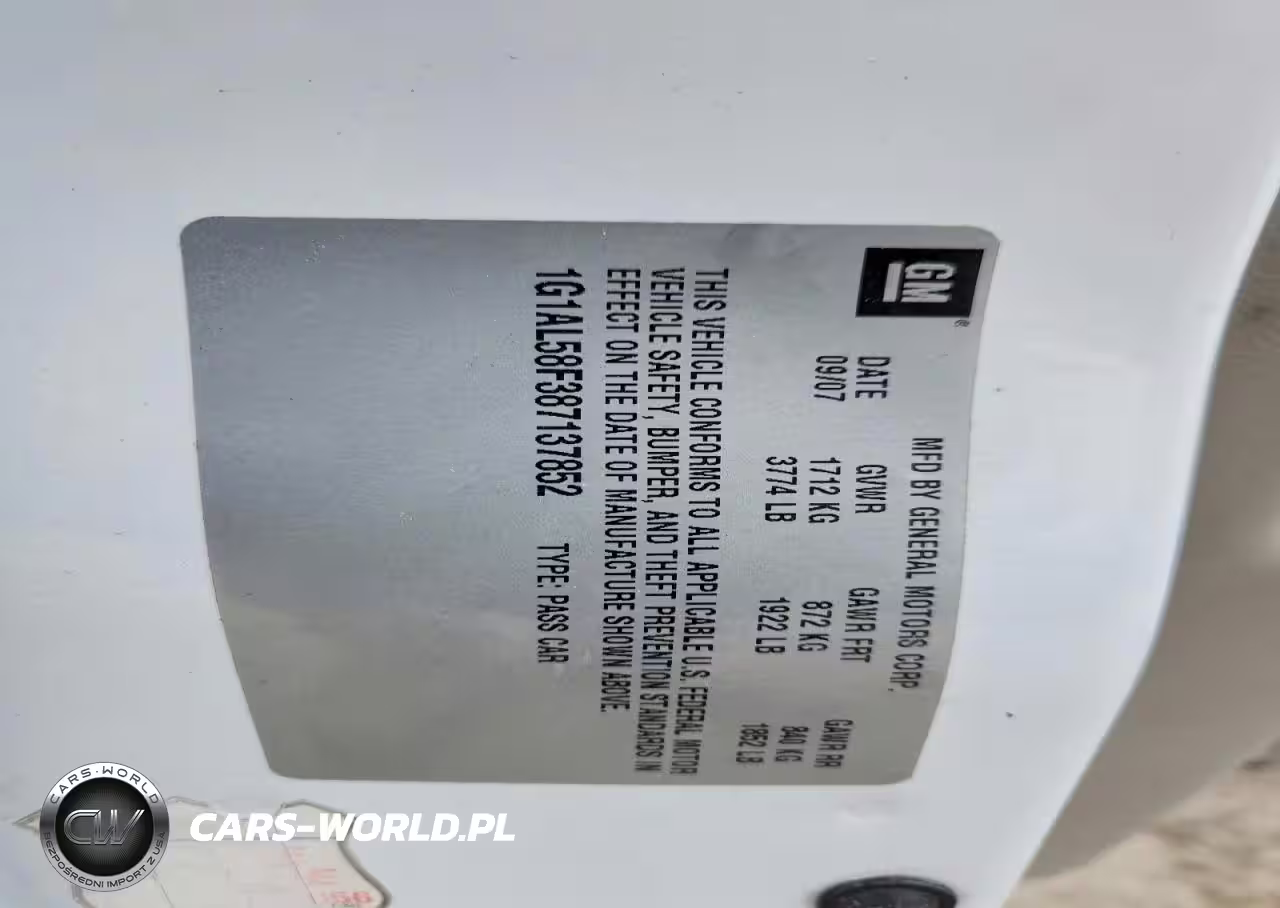 GM
®
MFD BY GENERAL MOTORS CORP.
DATE GVWR GAWR FRT GAWR RR
09/07 1712 KG 872 KG 840 KG
3774 LB 1922 LB 1852 LB
THIS VEHICLE CONFORMS TO ALL APPLICABLE U.S. FEDERAL MOTOR
VEHICLE SAFETY, BUMPER, AND THEFT PREVENTION STANDARDS IN
EFFECT ON THE DATE OF MANUFACTURE SHOWN ABOVE.
1G1AL58F387137852 TYPE: PASS CAR
CARS-WORLD
CW
BEZPOŚREDNI IMPORT Z USA
CARS-WORLD.PL